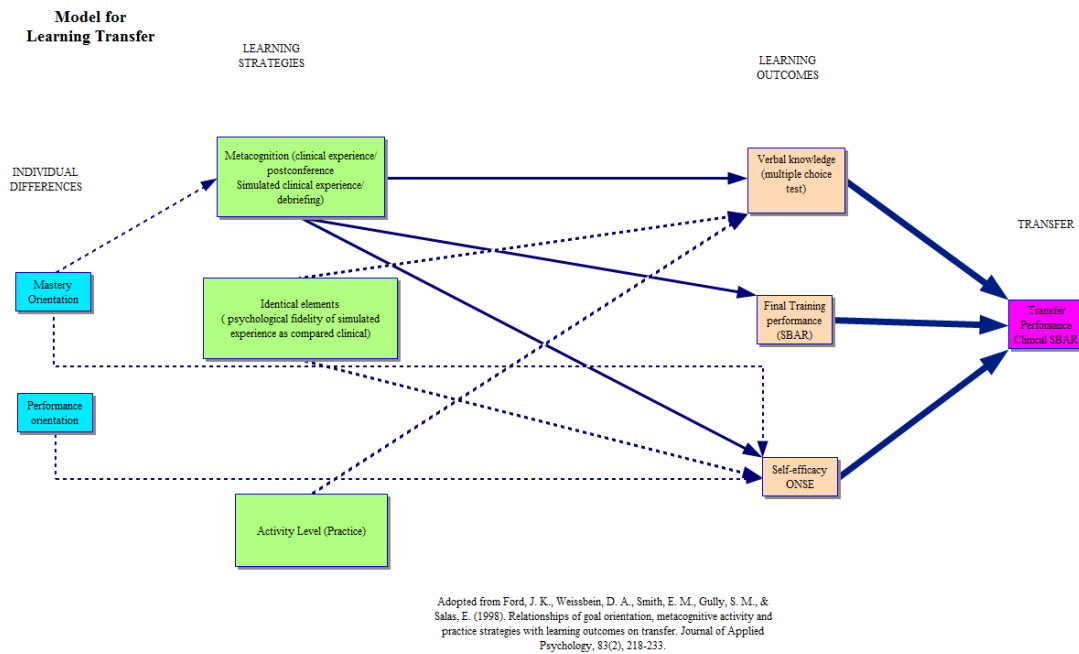 Model for
Learning Transfer
LEARNING
STRATEGIES
LEARNING
OUTCOMES
INDIVIDUAL
DIFFERENCES
TRANSFER
Metacognition (clinical experience/
postconference
Simulated clinical experience/
debriefing)
Verbal knowledge
(multiple choice
test)
Mastery
Orientation
Identical elements
( psychological fidelity of simulated
experience as compared clinical)
Final Training
performance
(SBAR)
Transfer
Perfomance
Clinical SBAR
Performance
orientation
Self-efficacy
ONSE
Activity Level (Practice)
Adopted from Ford, J. K., Weissbein, D. A., Smith, E. M., Gully, S. M., &
Salas, E. (1998). Relationships of goal orientation, metacognitive activity and
practice strategies with learning outcomes on transfer. Journal of Applied
Psychology, 83(2), 218-233.